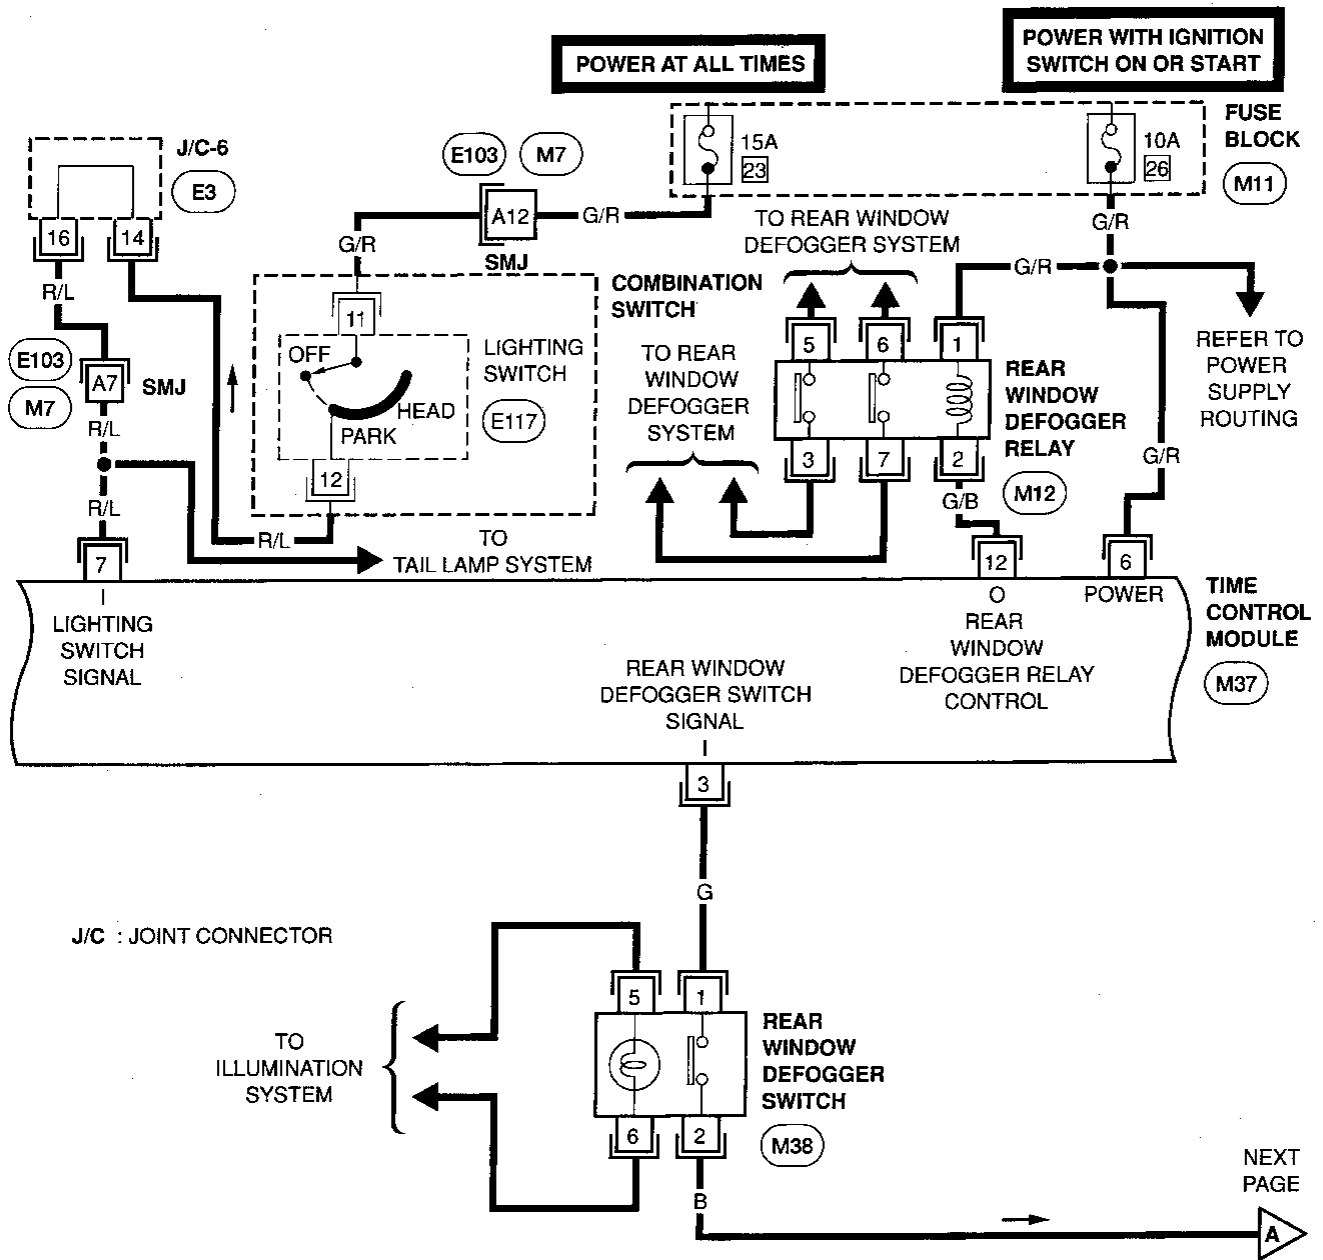 POWER AT ALL TIMES
POWER WITH IGNITION
SWITCH ON OR START
FUSE
BLOCK
M11
15A
23
10A
26
J/C-6
E3
16
14
E103
M7
A12
SMJ
G/R
G/R
TO REAR WINDOW
DEFOGGER SYSTEM
G/R
G/R
R/L
E103
M7
A7
SMJ
R/L
R/L
COMBINATION
SWITCH
11
OFF
HEAD
PARK
12
LIGHTING
SWITCH
E117
TO REAR
WINDOW
DEFOGGER
SYSTEM
5
6
1
3
7
2
REAR
WINDOW
DEFOGGER
RELAY
M12
REFER TO
POWER
SUPPLY
ROUTING
G/R
G/B
R/L
TO
TAIL LAMP SYSTEM
7
12
6
I
LIGHTING
SWITCH
SIGNAL
O
REAR
WINDOW
DEFOGGER RELAY
CONTROL
POWER
TIME
CONTROL
MODULE
M37
REAR WINDOW
DEFOGGER SWITCH
SIGNAL
I
3
G
J/C : JOINT CONNECTOR
TO
ILLUMINATION
SYSTEM
5
1
6
2
REAR
WINDOW
DEFOGGER
SWITCH
M38
B
NEXT
PAGE
A